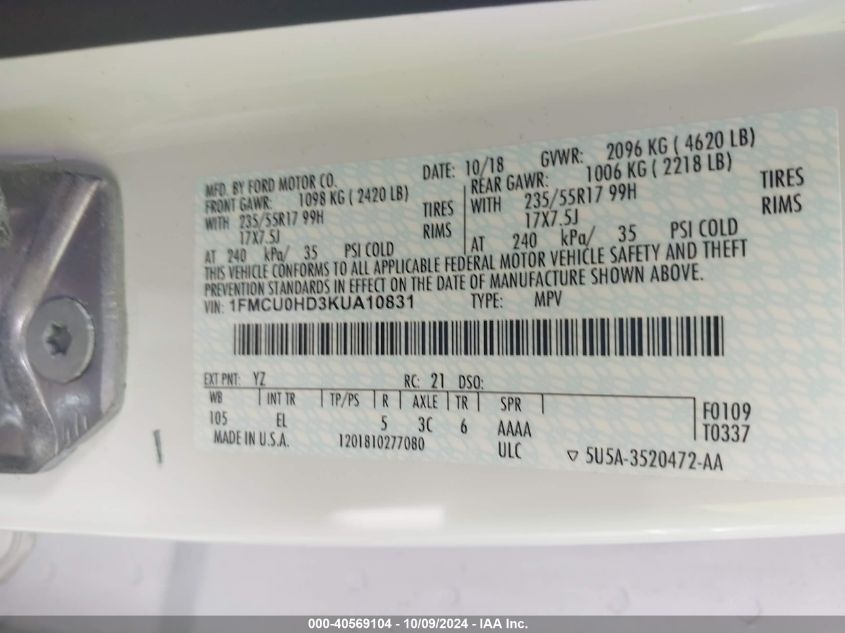 MFD. BY FORD MOTOR CO. DATE: 10/18 GVWR: 2096 KG ( 4620 LB)
FRONT GAWR: 1098 KG ( 2420 LB) REAR GAWR: 1006 KG ( 2218 LB)
WITH 235/55R17 99H TIRES WITH 235/55R17 99H TIRES
17X7.5J RIMS 17X7.5J RIMS
AT 240 kPa/ 35 PSI COLD AT 240 kPa/ 35 PSI COLD
THIS VEHICLE CONFORMS TO ALL APPLICABLE FEDERAL MOTOR VEHICLE SAFETY AND THEFT
PREVENTION STANDARDS IN EFFECT ON THE DATE OF MANUFACTURE SHOWN ABOVE.
VIN: 1FMCU0HD3KUA10831 TYPE: MPV
EXT PNT: YZ RC: 21 DSO:
WB INT TR TP/PS R AXLE TR SPR F0109
105 EL 5 3C 6 AAAA T0337
MADE IN U.S.A. 1201810277080 ULC ▽ 5U5A-3520472-AA
000-40569104 - 10/09/2024 - IAA Inc.